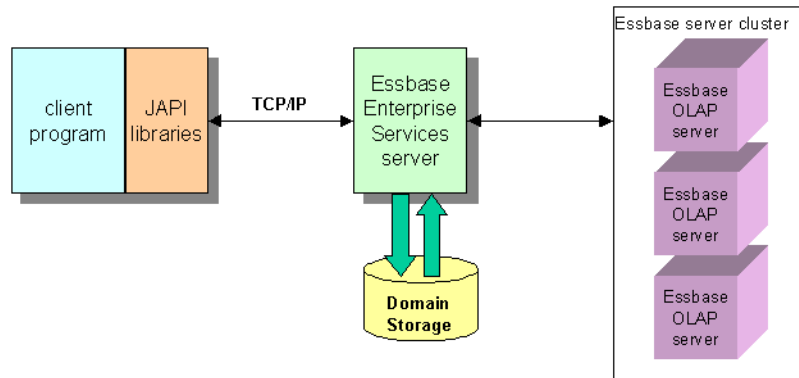 client
program
JAPI
libraries
TCP/IP
Essbase
Enterprise
Services
server
Domain
Storage
Essbase server cluster
Essbase
OLAP
server
Essbase
OLAP
server
Essbase
OLAP
server